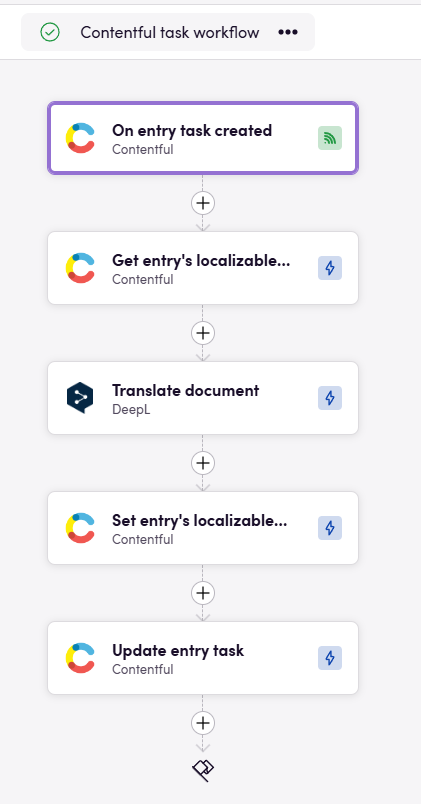 Contentful task workflow
On entry task created
Contentful
Get entry's localizable...
Contentful
Translate document
DeepL
Set entry's localizable...
Contentful
Update entry task
Contentful